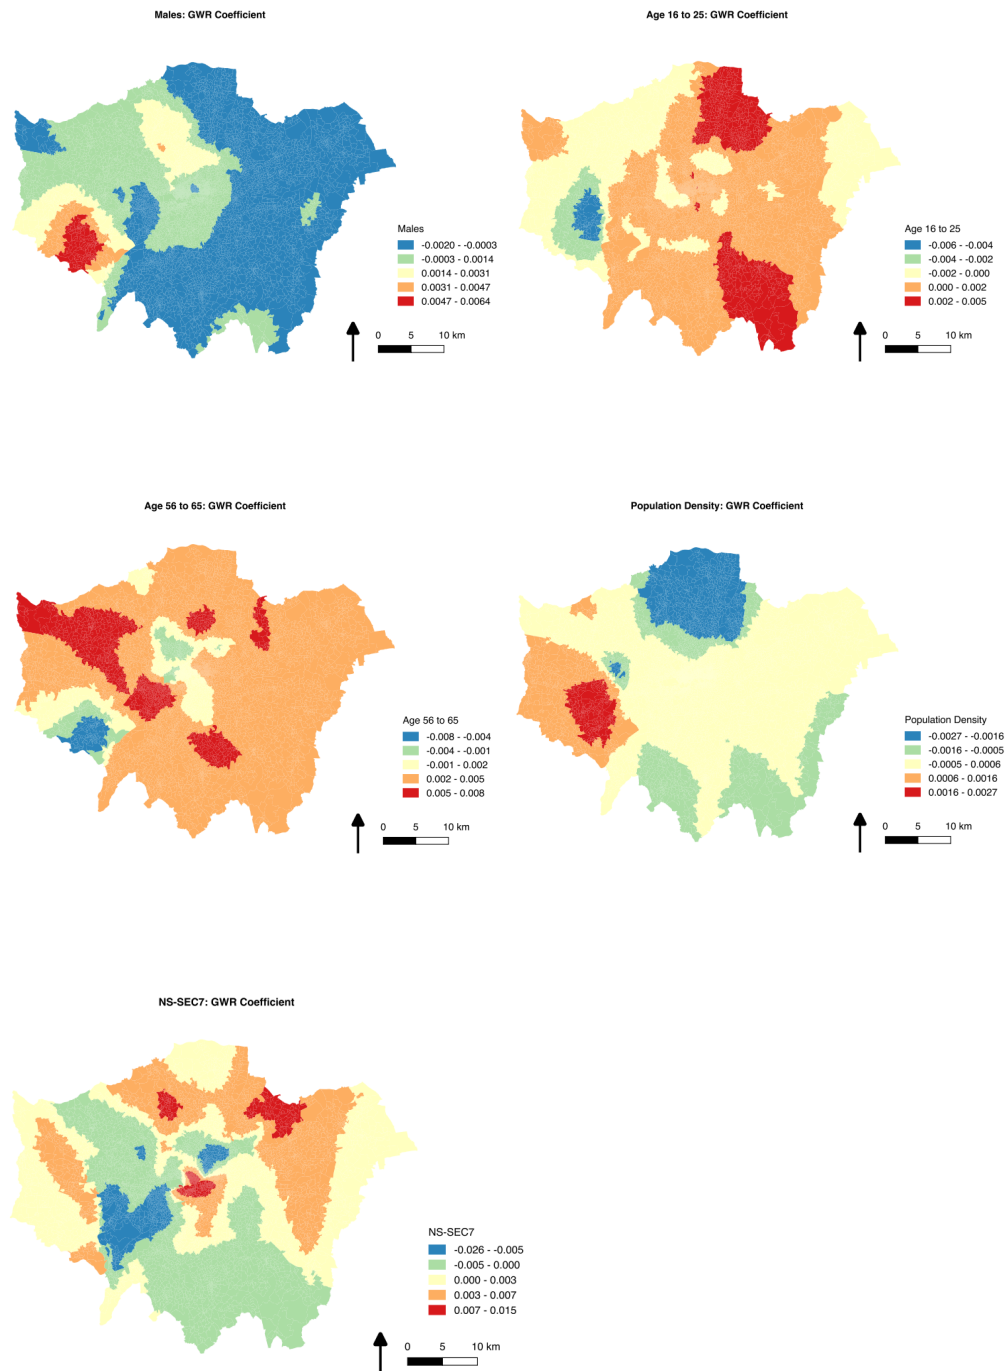 Males: GWR Coefficient
Males
-0.0020 - -0.0003
-0.0003 - 0.0014
0.0014 - 0.0031
0.0031 - 0.0047
0.0047 - 0.0064
0 5 10 km
Age 16 to 25: GWR Coefficient
Age 16 to 25
-0.006 - -0.004
-0.004 - -0.002
-0.002 - 0.000
0.000 - 0.002
0.002 - 0.005
0 5 10 km
Age 56 to 65: GWR Coefficient
Age 56 to 65
-0.008 - -0.004
-0.004 - -0.001
-0.001 - 0.002
0.002 - 0.005
0.005 - 0.008
0 5 10 km
Population Density: GWR Coefficient
Population Density
-0.0027 - -0.0016
-0.0016 - -0.0005
-0.0005 - 0.0006
0.0006 - 0.0016
0.0016 - 0.0027
0 5 10 km
NS-SEC7: GWR Coefficient
NS-SEC7
-0.026 - -0.005
-0.005 - 0.000
0.000 - 0.003
0.003 - 0.007
0.007 - 0.015
0 5 10 km